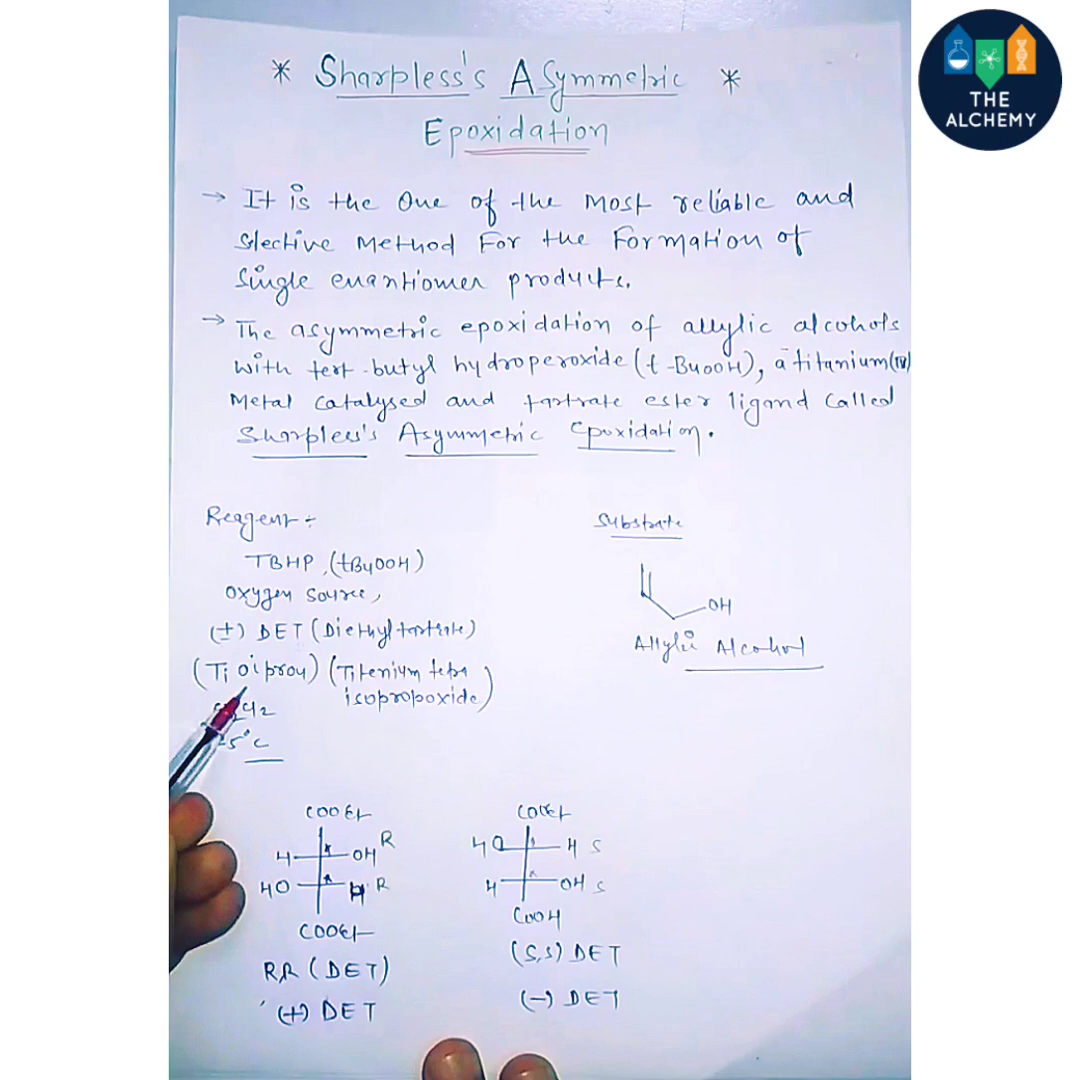 * Sharpless's Asymmetric *
Epoxidation
→ It is the One of the Most reliable and
Slective Method For the Formation of
Single enantiomer products.
→ The asymmetric epoxidation of allylic alcohols
with tert-butyl hydroperoxide (t-BuOOH), a titanium(IV)
Metal catalysed and tartrate ester ligand called
Sharpless's Asymmetric Epoxidation.
Reagent ÷
TBHP, (tBuOOH)
Oxygen source,
(±) DET (Diethyl tartrate)
(Ti Oipro4) (Titenium tetra
isopropoxide)
5°C
Substrate
OH
Allylic Alcohol
COOEt
H OH R
HO H R
COOEt
R,R (DET)
(+) DET
COOEt
HO H S
H OH S
COOH
(S,S) DET
(-) DET
THE
ALCHEMY